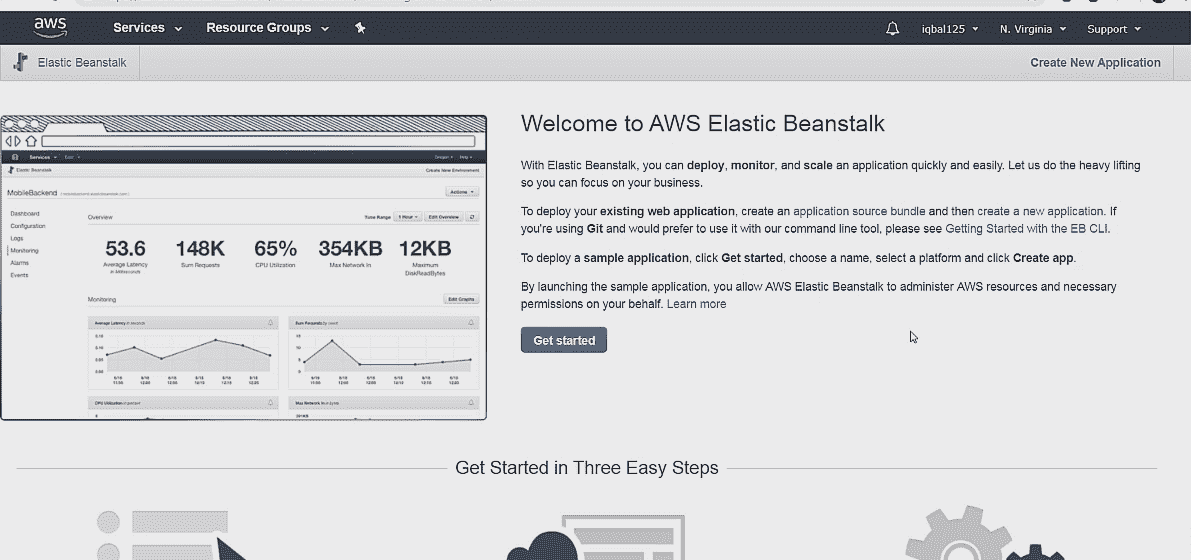 aws
Services
Resource Groups
iqbal125
N. Virginia
Support
Elastic Beanstalk
Create New Application
Services
Elastic Beanstalk
Create New Environment
MobileBackend
Actions
Dashboard
Configuration
Logs
Monitoring
Alarms
Events
Overview
Time Range
1 Hour
Edit Overview
53.6
148K
65%
354KB
12KB
Average Latency
in Milliseconds
Sum Requests
CPU Utilization
Max Network In
Maximum
DiskReadBytes
Monitoring
Edit Graphs
Average Latency in Seconds
Sum Requests
CPU Utilization in percent
Max Network
Welcome to AWS Elastic Beanstalk
With Elastic Beanstalk, you can deploy, monitor, and scale an application quickly and easily. Let us do the heavy lifting
so you can focus on your business.
To deploy your existing web application, create an application source bundle and then create a new application. If
you're using Git and would prefer to use it with our command line tool, please see Getting Started with the EB CLI.
To deploy a sample application, click Get started, choose a name, select a platform and click Create app.
By launching the sample application, you allow AWS Elastic Beanstalk to administer AWS resources and necessary
permissions on your behalf. Learn more
Get started
Get Started in Three Easy Steps